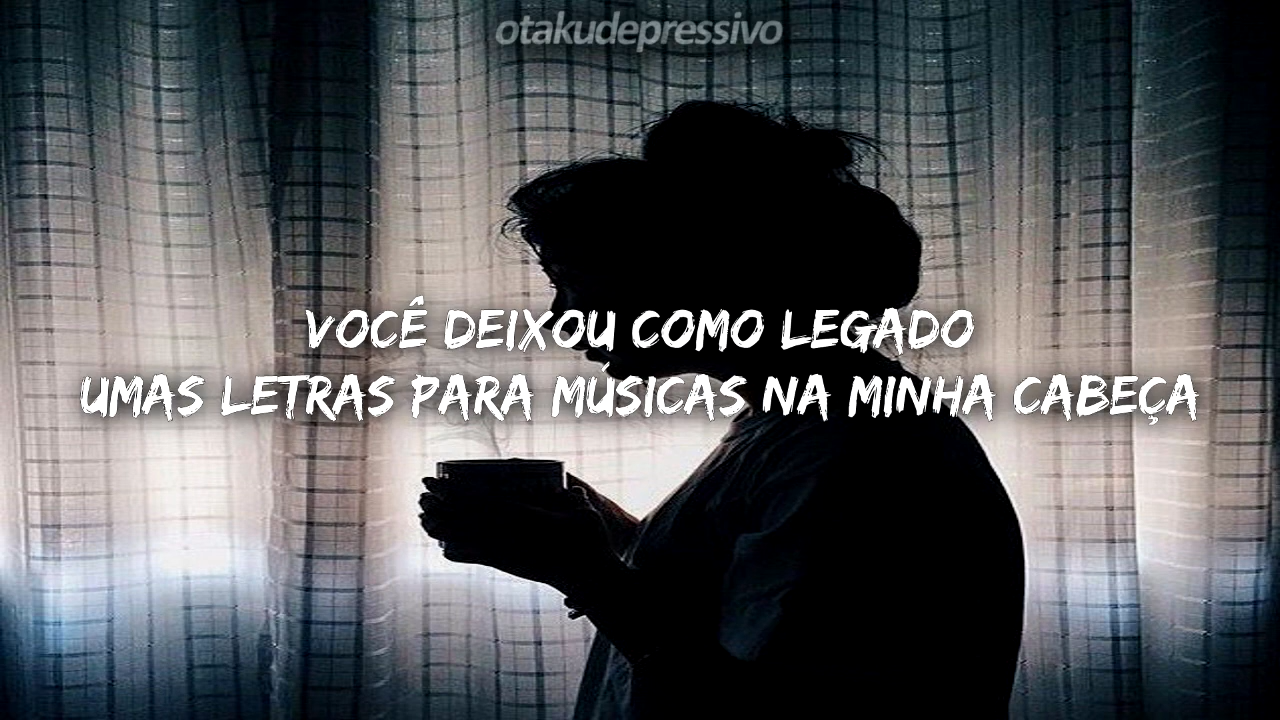 otakudepressivo
VOCÊ DEIXOU COMO LEGADO
UMAS LETRAS PARA MÚSICAS NA MINHA CABEÇA